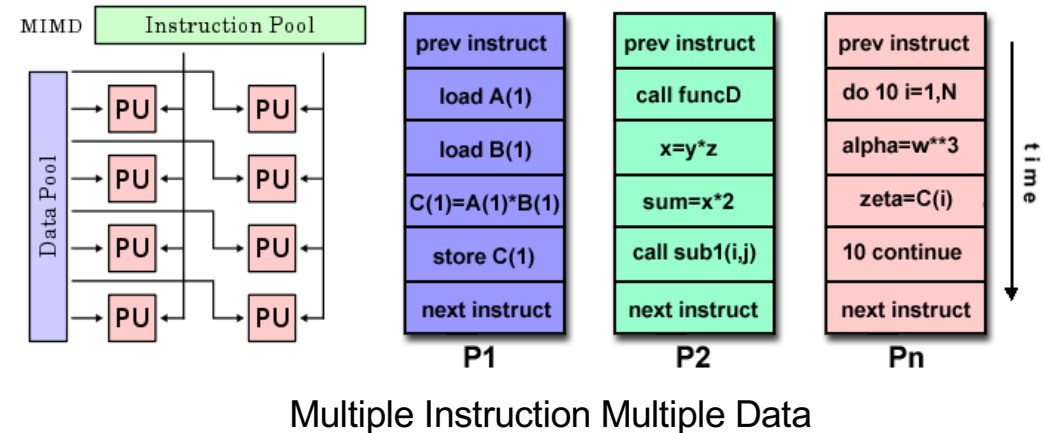 MIMD
Instruction Pool
Data Pool
PU PU
PU PU
PU PU
PU PU
prev instruct
load A(1)
load B(1)
C(1)=A(1)*B(1)
store C(1)
next instruct
P1
prev instruct
call funcD
x=y*z
sum=x*2
call sub1(i,j)
next instruct
P2
prev instruct
do 10 i=1,N
alpha=w**3
zeta=C(i)
10 continue
next instruct
Pn
time
Multiple Instruction Multiple Data